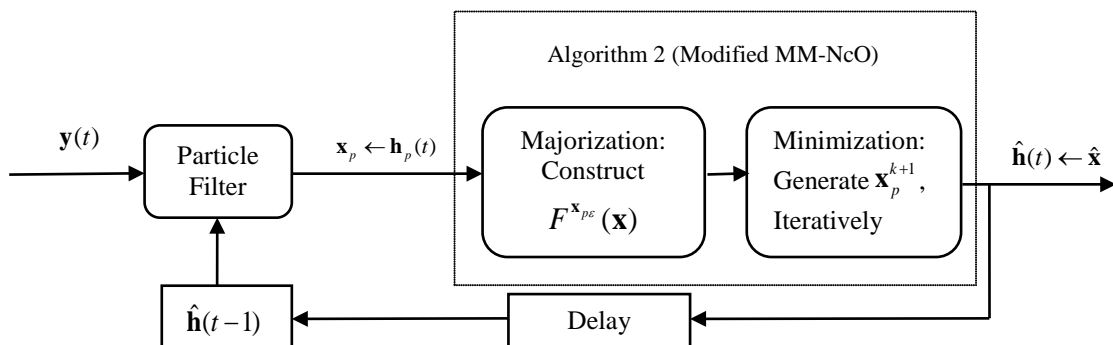 Algorithm 2 (Modified MM-NcO)
𝐲(t)
Particle
Filter
𝐱_p ← 𝐡_p(t)
Majorization:
Construct
F^{𝐱_{pε}}(𝐱)
Minimization:
Generate 𝐱_p^{k+1},
Iteratively
𝐡̂(t) ← 𝐱̂
𝐡̂(t−1)
Delay